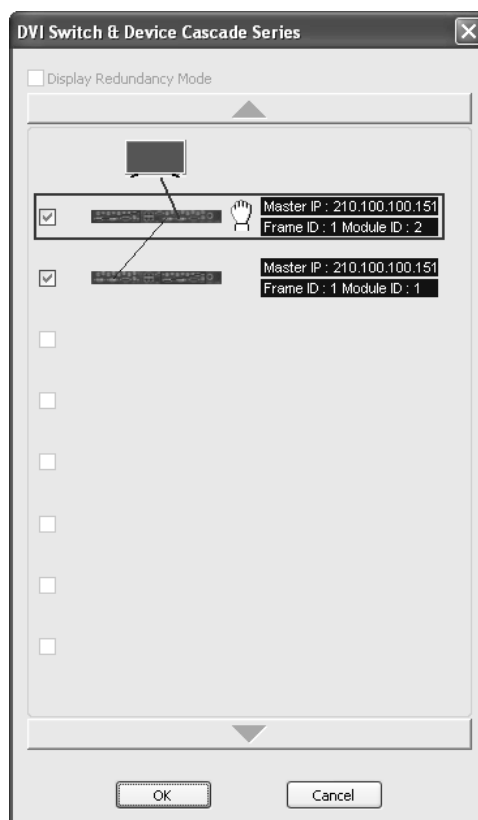 DVI Switch & Device Cascade Series
Display Redundancy Mode
Master IP : 210.100.100.151
Frame ID : 1 Module ID : 2
Master IP : 210.100.100.151
Frame ID : 1 Module ID : 1
OK
Cancel